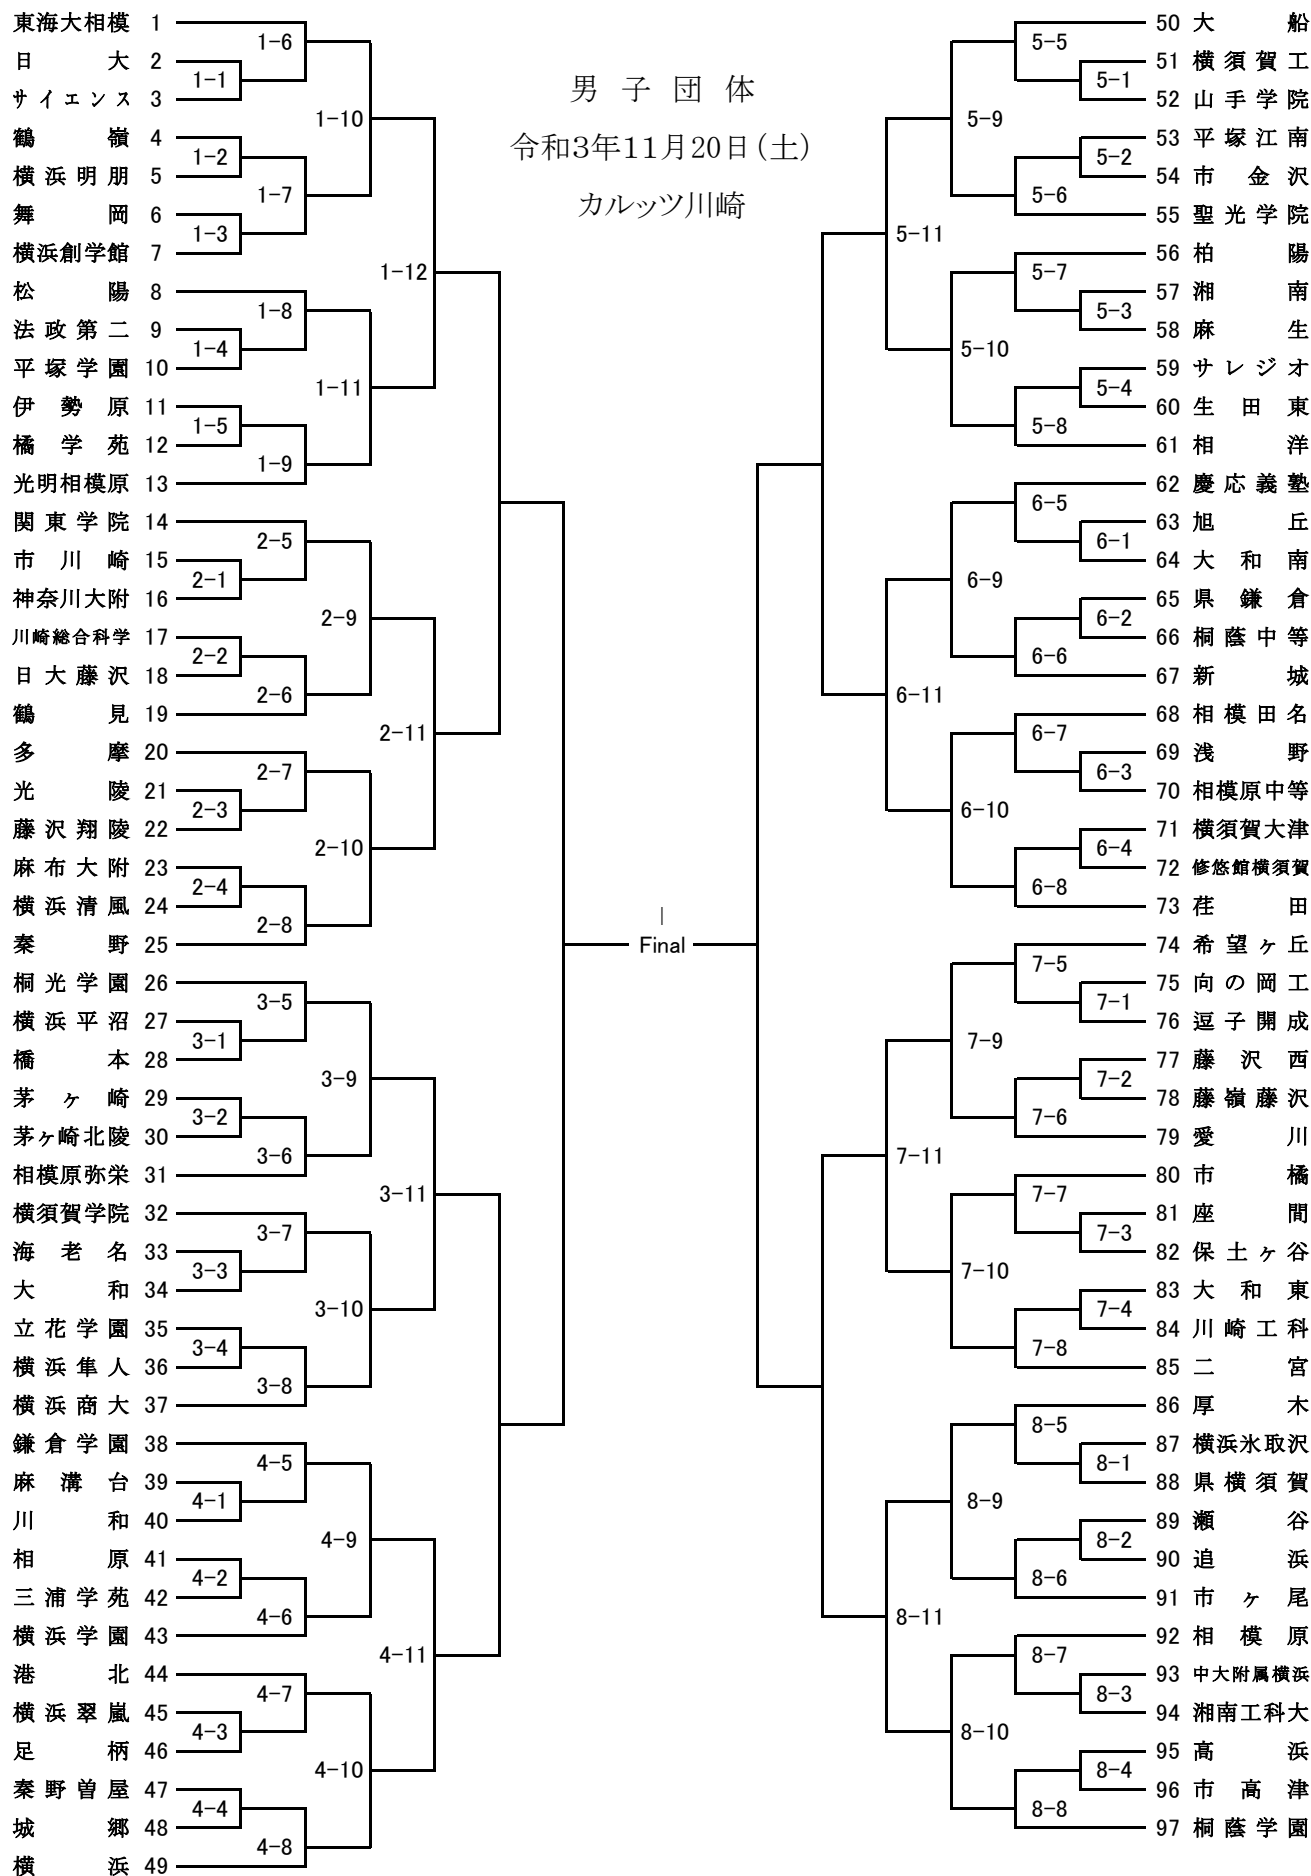 男子団体
令和3年11月20日(土)
カルッツ川崎
東海大相模 1
日大 2
サイエンス 3
鶴嶺 4
横浜明朋 5
舞岡 6
横浜創学館 7
松陽 8
法政第二 9
平塚学園 10
伊勢原 11
橘学苑 12
光明相模原 13
関東学院 14
市川崎 15
神奈川大附 16
川崎総合科学 17
日大藤沢 18
鶴見 19
多摩 20
光陵 21
藤沢翔陵 22
麻布大附 23
横浜清風 24
秦野 25
桐光学園 26
横浜平沼 27
橋本 28
茅ヶ崎 29
茅ヶ崎北陵 30
相模原弥栄 31
横須賀学院 32
海老名 33
大和 34
立花学園 35
横浜隼人 36
横浜商大 37
鎌倉学園 38
麻溝台 39
川和 40
相原 41
三浦学苑 42
横浜学園 43
港北 44
横浜翠嵐 45
足柄 46
秦野曽屋 47
城郷 48
横浜 49
1-6
1-1
1-10
1-2
1-7
1-3
1-12
1-8
1-4
1-11
1-5
1-9
2-5
2-1
2-9
2-2
2-6
2-11
2-7
2-3
2-10
2-4
2-8
3-5
3-1
3-9
3-2
3-6
3-11
3-7
3-3
3-10
3-4
3-8
4-5
4-1
4-9
4-2
4-6
4-11
4-7
4-3
4-10
4-4
4-8
Final
5-5
5-1
5-9
5-2
5-6
5-11
5-7
5-3
5-10
5-4
5-8
6-5
6-1
6-9
6-2
6-6
6-11
6-7
6-3
6-10
6-4
6-8
7-5
7-1
7-9
7-2
7-6
7-11
7-7
7-3
7-10
7-4
7-8
8-5
8-1
8-9
8-2
8-6
8-11
8-7
8-3
8-10
8-4
8-8
50 大船
51 横須賀工
52 山手学院
53 平塚江南
54 市金沢
55 聖光学院
56 柏陽
57 湘南
58 麻生
59 サレジオ
60 生田東
61 相洋
62 慶応義塾
63 旭丘
64 大和南
65 県鎌倉
66 桐蔭中等
67 新城
68 相模田名
69 浅野
70 相模原中等
71 横須賀大津
72 修悠館横須賀
73 荏田
74 希望ヶ丘
75 向の岡工
76 逗子開成
77 藤沢西
78 藤嶺藤沢
79 愛川
80 市橘
81 座間
82 保土ヶ谷
83 大和東
84 川崎工科
85 二宮
86 厚木
87 横浜氷取沢
88 県横須賀
89 瀬谷
90 追浜
91 市ヶ尾
92 相模原
93 中大附属横浜
94 湘南工科大
95 高浜
96 市高津
97 桐蔭学園